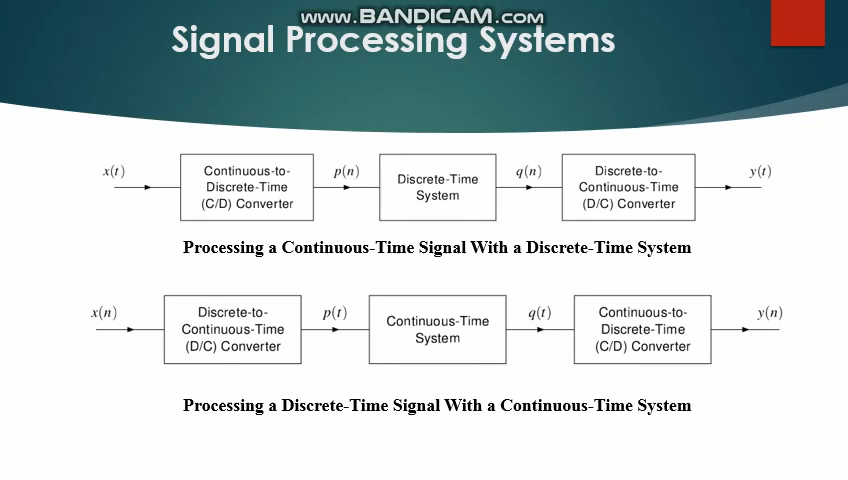 www.BANDICAM.com
Signal Processing Systems
x(t)
Continuous-to-
Discrete-Time
(C/D) Converter
p(n)
Discrete-Time
System
q(n)
Discrete-to-
Continuous-Time
(D/C) Converter
y(t)
Processing a Continuous-Time Signal With a Discrete-Time System
x(n)
Discrete-to-
Continuous-Time
(D/C) Converter
p(t)
Continuous-Time
System
q(t)
Continuous-to-
Discrete-Time
(C/D) Converter
y(n)
Processing a Discrete-Time Signal With a Continuous-Time System